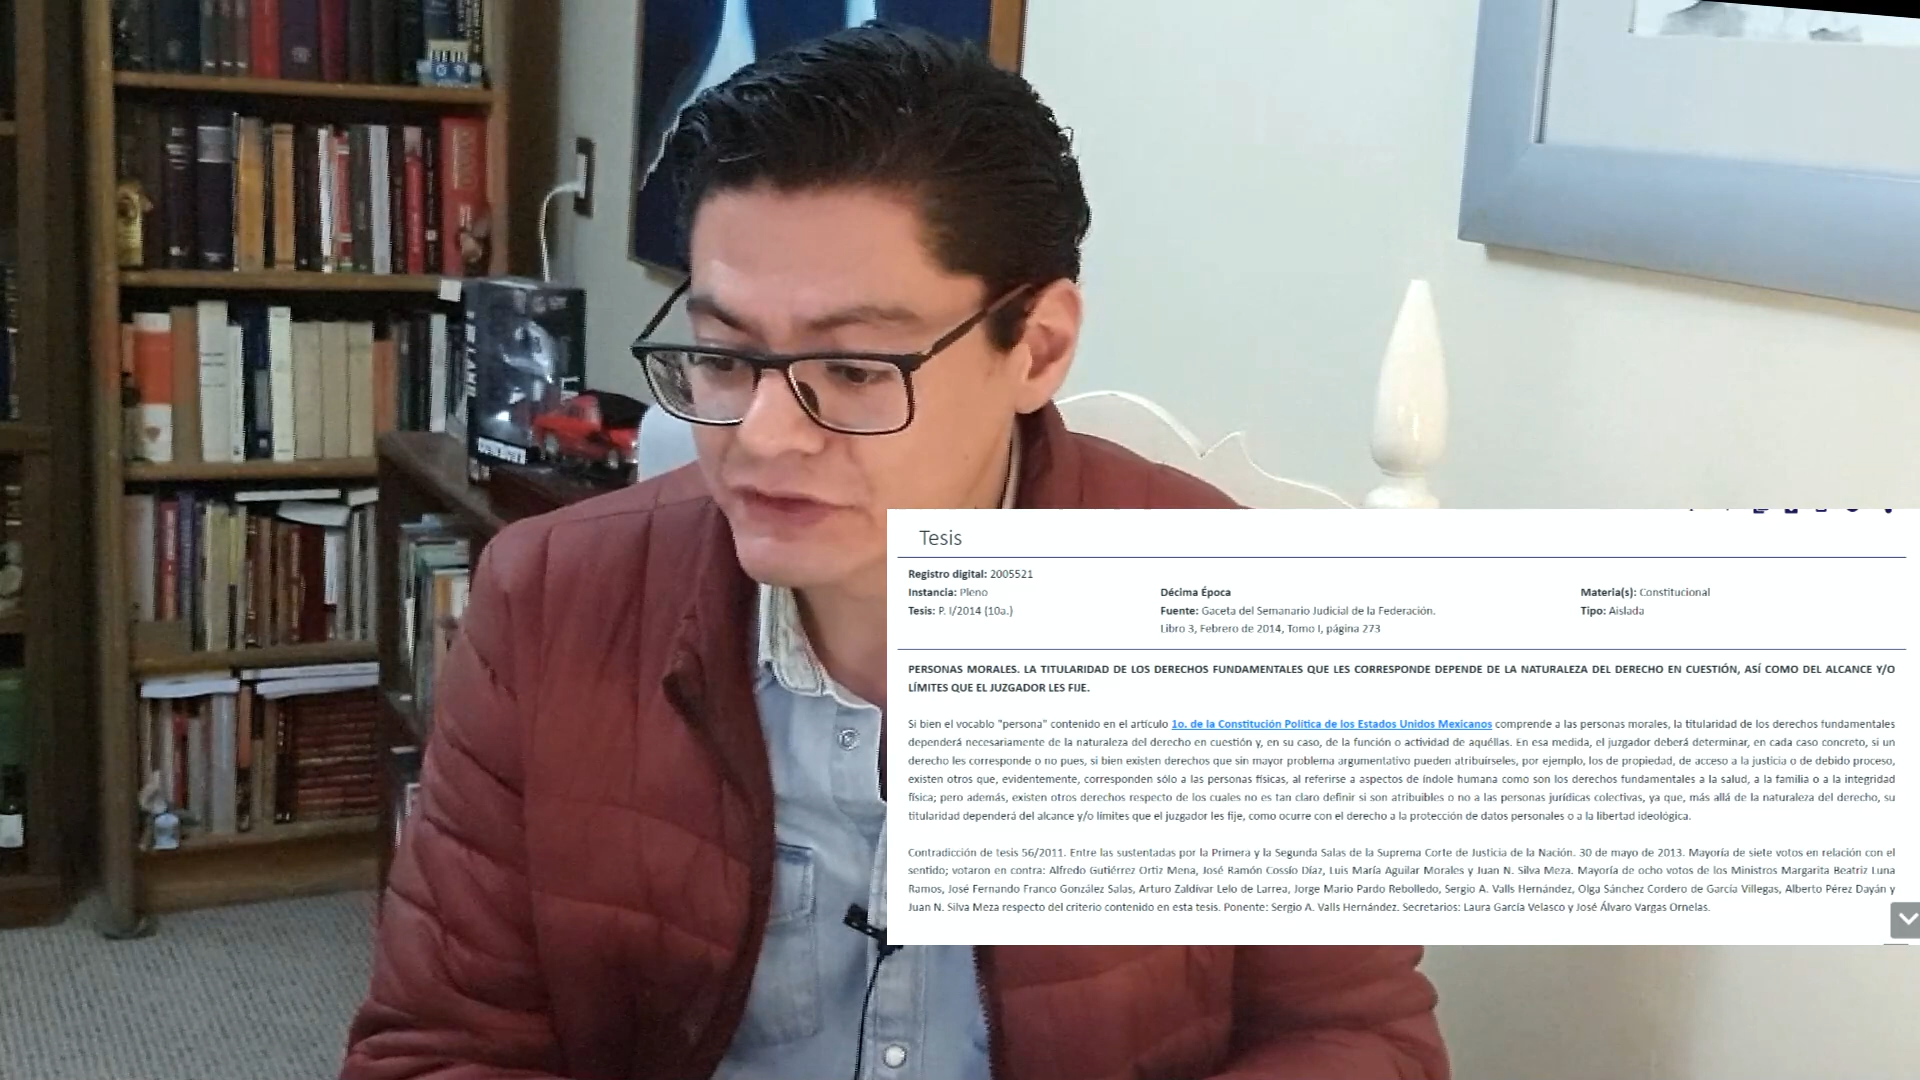 Tesis
Registro digital: 2005521
Instancia: Pleno
Décima Época
Materia(s): Constitucional
Tesis: P. I/2014 (10a.)
Fuente: Gaceta del Semanario Judicial de la Federación.
Tipo: Aislada
Libro 3, Febrero de 2014, Tomo I, página 273
PERSONAS MORALES. LA TITULARIDAD DE LOS DERECHOS FUNDAMENTALES QUE LES CORRESPONDE DEPENDE DE LA NATURALEZA DEL DERECHO EN CUESTIÓN, ASÍ COMO DEL ALCANCE Y/O
LÍMITES QUE EL JUZGADOR LES FIJE.
Si bien el vocablo "persona" contenido en el artículo 1o. de la Constitución Política de los Estados Unidos Mexicanos comprende a las personas morales, la titularidad de los derechos fundamentales
dependerá necesariamente de la naturaleza del derecho en cuestión y, en su caso, de la función o actividad de aquéllas. En esa medida, el juzgador deberá determinar, en cada caso concreto, si un
derecho les corresponde o no pues, si bien existen derechos que sin mayor problema argumentativo pueden atribuírseles, por ejemplo, los de propiedad, de acceso a la justicia o de debido proceso,
existen otros que, evidentemente, corresponden sólo a las personas físicas, al referirse a aspectos de índole humana como son los derechos fundamentales a la salud, a la familia o a la integridad
física; pero además, existen otros derechos respecto de los cuales no es tan claro definir si son atribuibles o no a las personas jurídicas colectivas, ya que, más allá de la naturaleza del derecho, su
titularidad dependerá del alcance y/o límites que el juzgador les fije, como ocurre con el derecho a la protección de datos personales o a la libertad ideológica.
Contradicción de tesis 56/2011. Entre las sustentadas por la Primera y la Segunda Salas de la Suprema Corte de Justicia de la Nación. 30 de mayo de 2013. Mayoría de siete votos en relación con el
sentido; votaron en contra: Alfredo Gutiérrez Ortiz Mena, José Ramón Cossío Díaz, Luis María Aguilar Morales y Juan N. Silva Meza. Mayoría de ocho votos de los Ministros Margarita Beatriz Luna
Ramos, José Fernando Franco González Salas, Arturo Zaldívar Lelo de Larrea, Jorge Mario Pardo Rebolledo, Sergio A. Valls Hernández, Olga Sánchez Cordero de García Villegas, Alberto Pérez Dayán y
Juan N. Silva Meza respecto del criterio contenido en esta tesis. Ponente: Sergio A. Valls Hernández. Secretarios: Laura García Velasco y José Álvaro Vargas Ornelas.